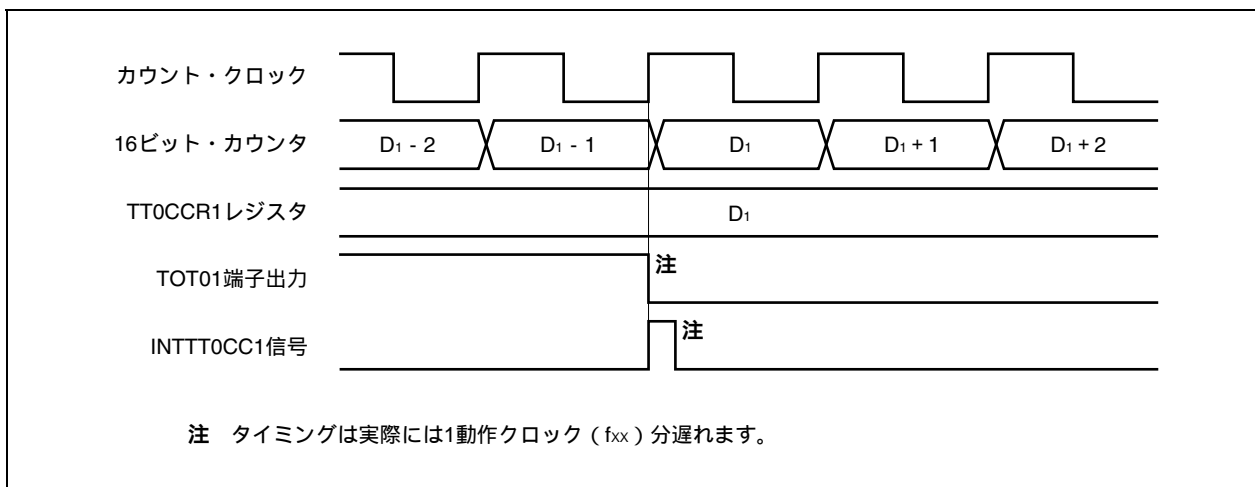 カウント・クロック
16ビット・カウンタ D1 - 2 D1 - 1 D1 D1 + 1 D1 + 2
TT0CCR1レジスタ D1
TOT01端子出力 注
INTTT0CC1信号 注
注 タイミングは実際には1動作クロック（fxx）分遅れます。